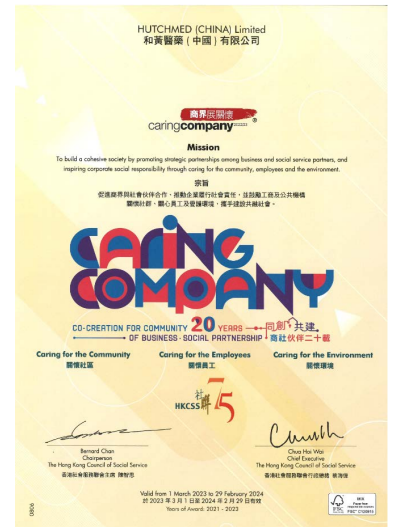 HUTCHMED (CHINA) Limited
和黃醫藥 ( 中國 ) 有限公司
商界展關懷
caringcompany ®
Mission
To build a cohesive society by promoting strategic partnerships among business and social service partners, and
inspiring corporate social responsibility through caring for the community, employees and the environment.
宗旨
促進商界與社會伙伴合作，推動企業履行社會責任，並鼓勵工商及公共機構
關懷社群、關心員工及愛護環境，攜手建設共融社會。
CARING
COMPANY
CO-CREATION FOR COMMUNITY 20 YEARS 同創共建
OF BUSINESS-SOCIAL PARTNERSHIP 商社伙伴二十載
Caring for the Community Caring for the Employees Caring for the Environment
關懷社區 關懷員工 關懷環境
HKCSS 社聯 75
Bernard Chan
Chairperson
The Hong Kong Council of Social Service
香港社會服務聯會主席 陳智思
Chua Hoi Wai
Chief Executive
The Hong Kong Council of Social Service
香港社會服務聯會行政總裁 蔡海偉
Valid from 1 March 2023 to 29 February 2024
於 2023 年 3 月 1 日至 2024 年 2 月 29 日有效
Years of Award: 2021 - 2022
0806
FSC
MIX